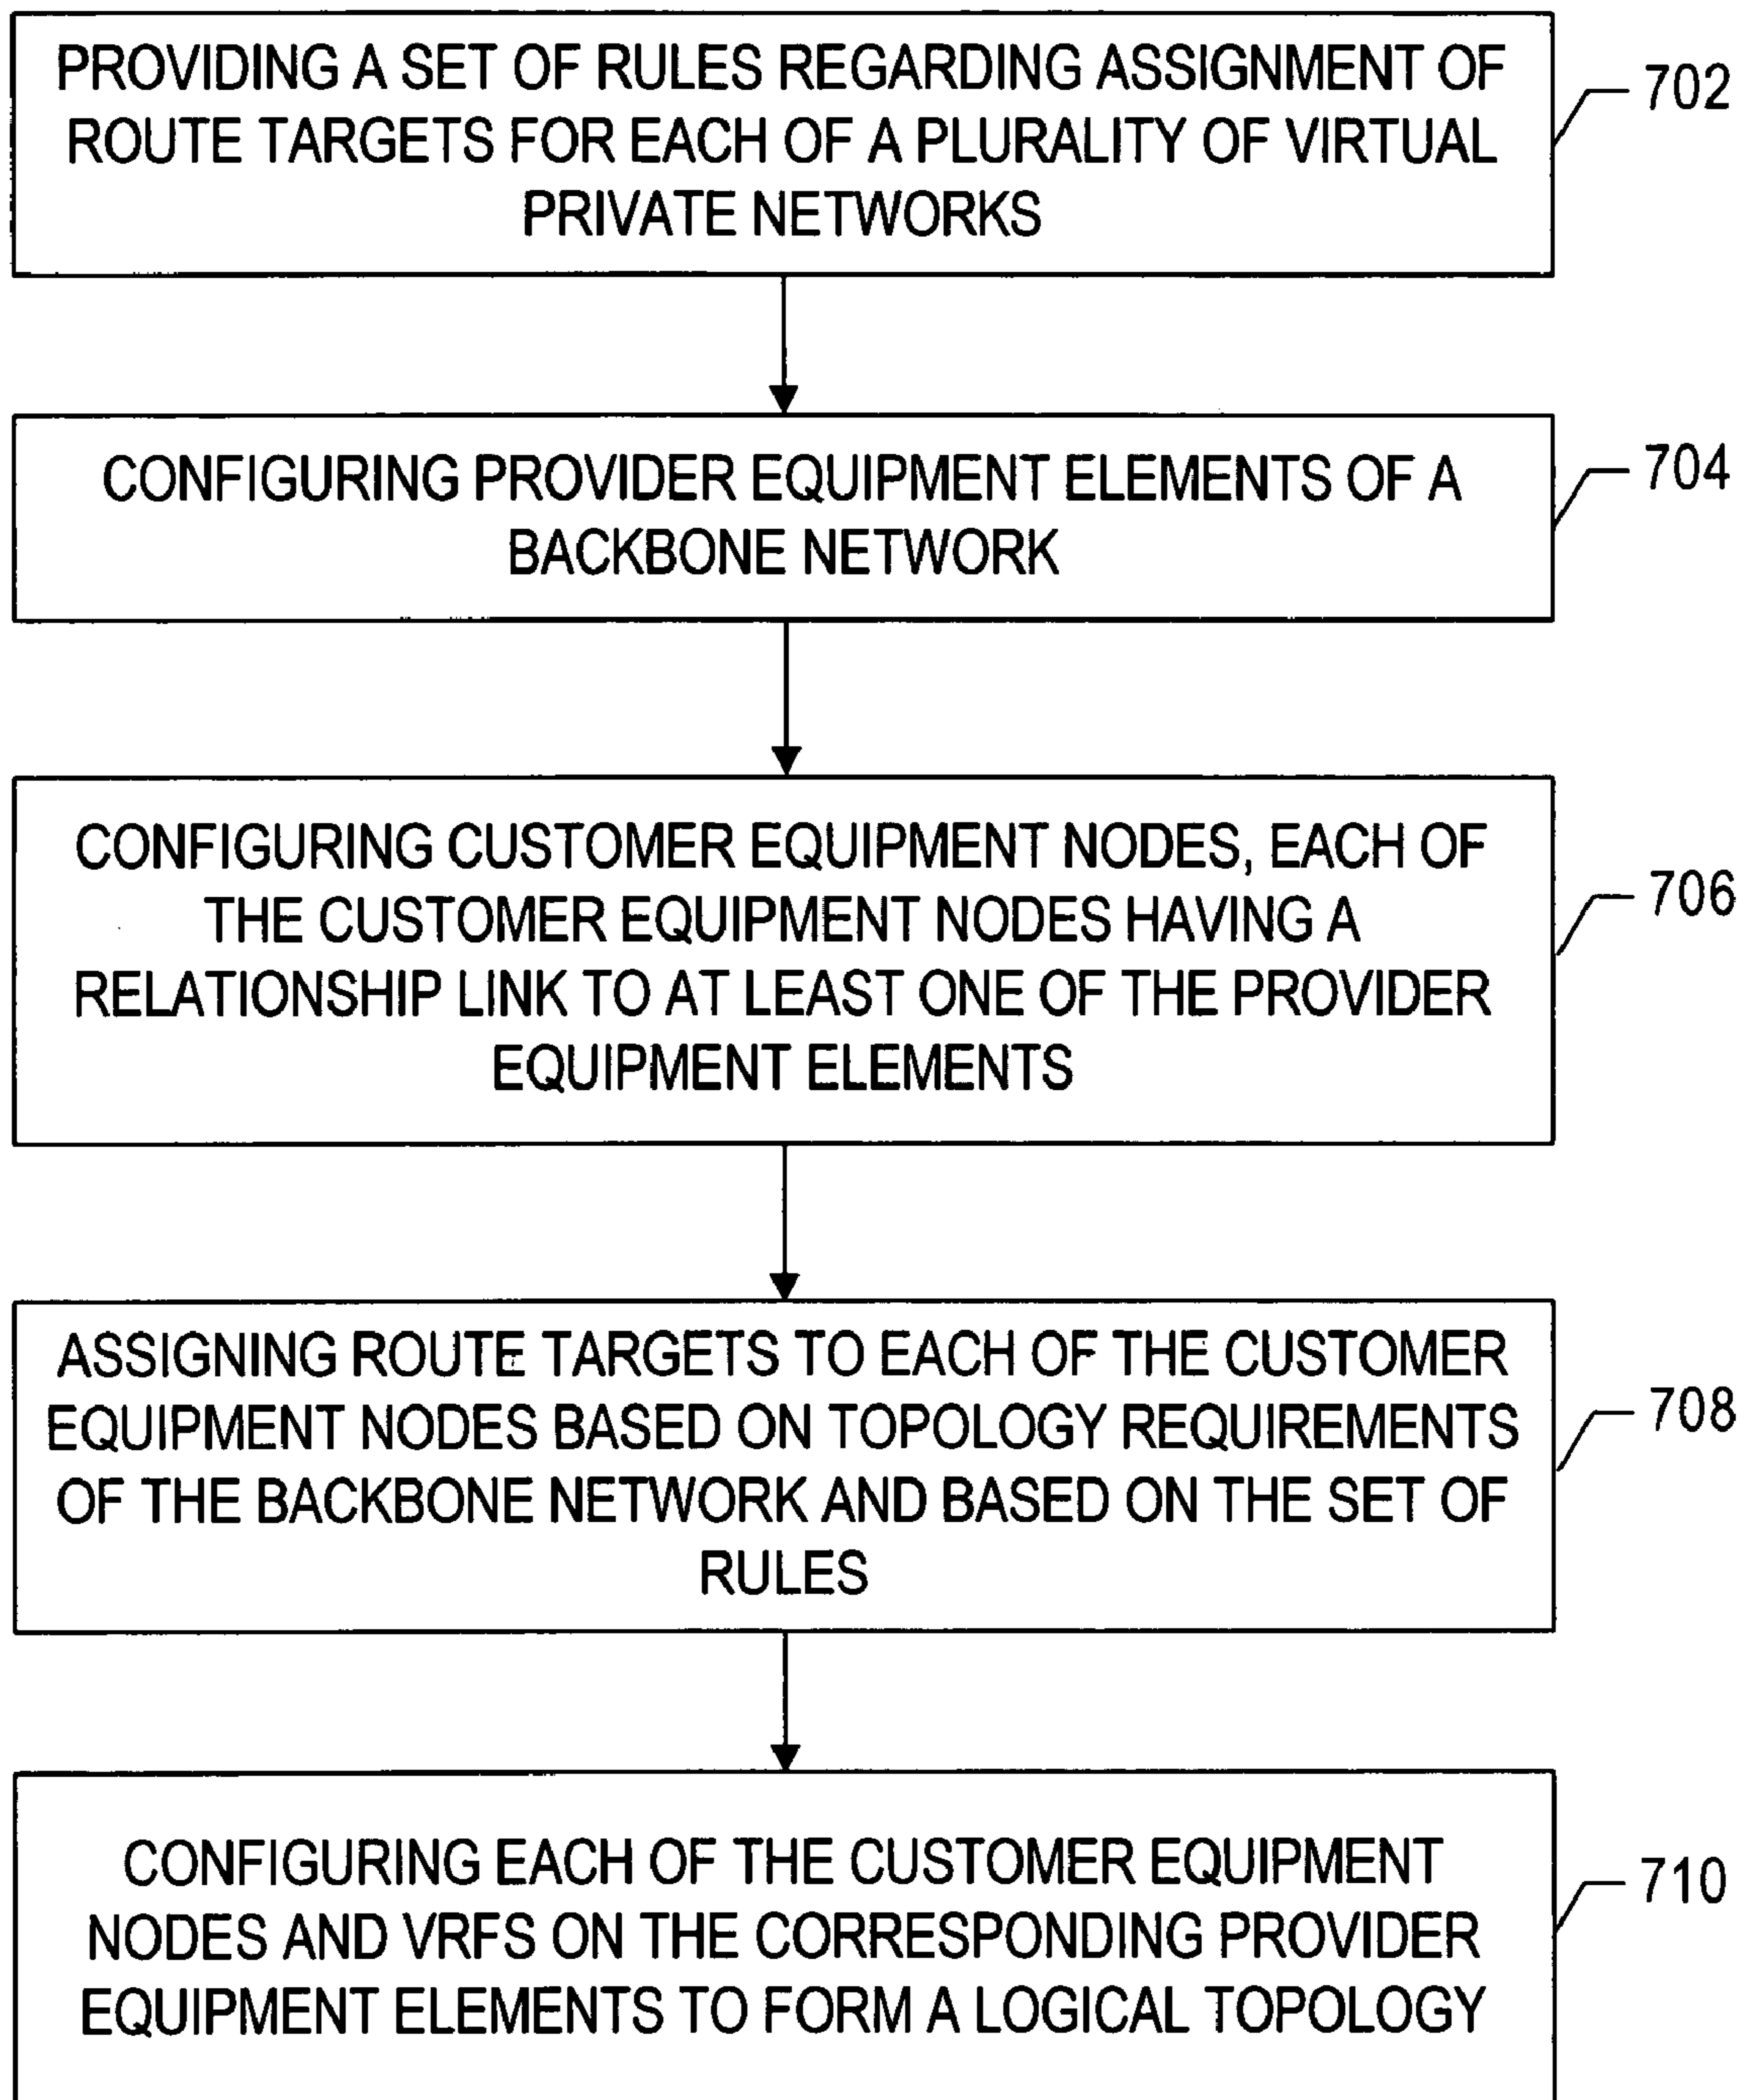 PROVIDING A SET OF RULES REGARDING ASSIGNMENT OF
ROUTE TARGETS FOR EACH OF A PLURALITY OF VIRTUAL
PRIVATE NETWORKS
702
CONFIGURING PROVIDER EQUIPMENT ELEMENTS OF A
BACKBONE NETWORK
704
CONFIGURING CUSTOMER EQUIPMENT NODES, EACH OF
THE CUSTOMER EQUIPMENT NODES HAVING A
RELATIONSHIP LINK TO AT LEAST ONE OF THE PROVIDER
EQUIPMENT ELEMENTS
706
ASSIGNING ROUTE TARGETS TO EACH OF THE CUSTOMER
EQUIPMENT NODES BASED ON TOPOLOGY REQUIREMENTS
OF THE BACKBONE NETWORK AND BASED ON THE SET OF
RULES
708
CONFIGURING EACH OF THE CUSTOMER EQUIPMENT
NODES AND VRFS ON THE CORRESPONDING PROVIDER
EQUIPMENT ELEMENTS TO FORM A LOGICAL TOPOLOGY
710